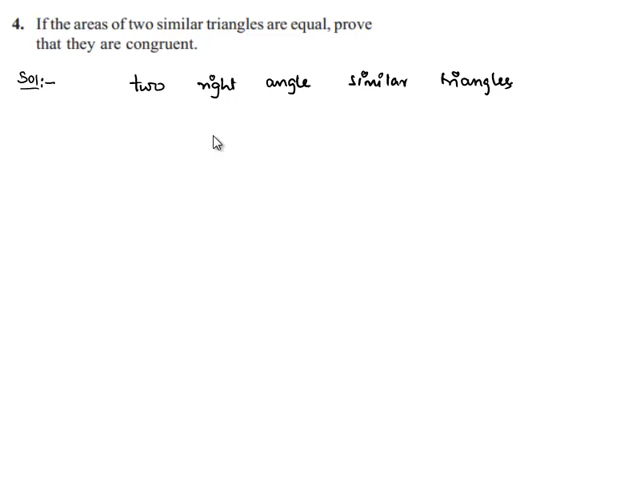 4. If the areas of two similar triangles are equal, prove
that they are congruent.
Sol:- two right angle similar triangles